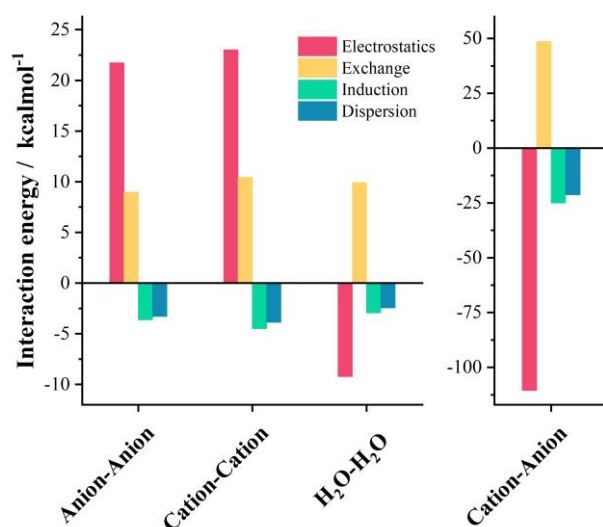 Interaction energy / kcalmol⁻¹
25
20
15
10
5
0
-5
-10
Electrostatics
Exchange
Induction
Dispersion
Anion-Anion
Cation-Cation
H₂O-H₂O
50
25
0
-25
-50
-75
-100
Cation-Anion